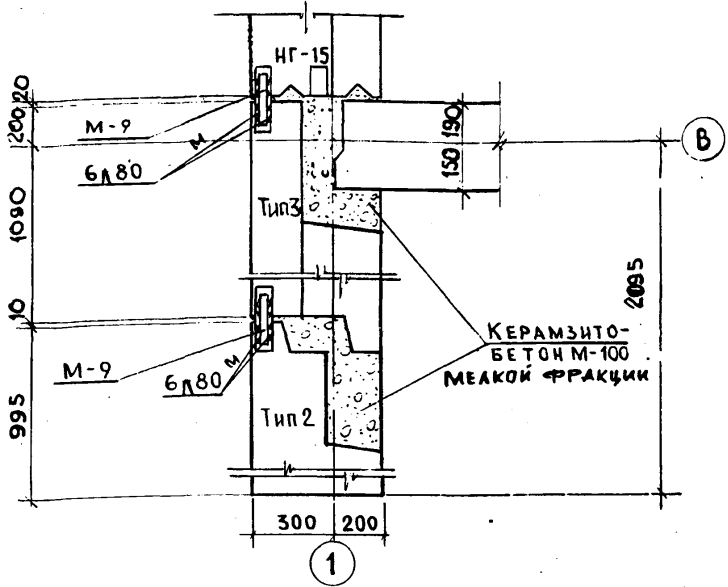 НГ-15
20
200
М-9
6 д 80
м
190
150
В
Тип3
1090
2095
10
КЕРАМЗИТО-
БЕТОН М-100
МЕЛКОЙ ФРАКЦИИ
М-9
6 д 80
м
995
Тип 2
300
200
1